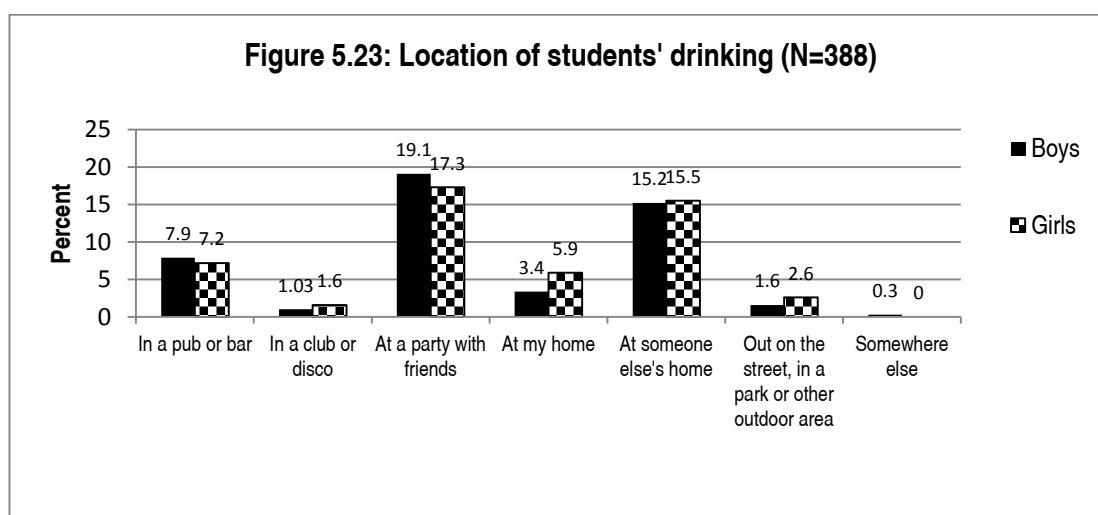 Figure 5.23: Location of students' drinking (N=388)
Percent
25
20
15
10
5
0
7.9
7.2
1.03
1.6
19.1
17.3
3.4
5.9
15.2
15.5
1.6
2.6
0.3
0
In a pub or bar
In a club or
disco
At a party with
friends
At my home
At someone
else's home
Out on the
street, in a
park or other
outdoor area
Somewhere
else
Boys
Girls